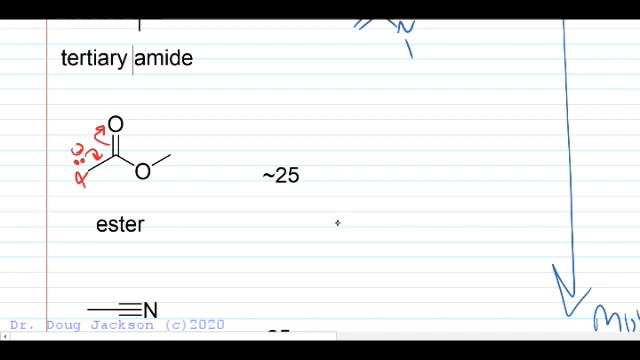 N
tertiary amide
O
α
O
~25
ester
N
Dr. Doug Jackson (c)2020